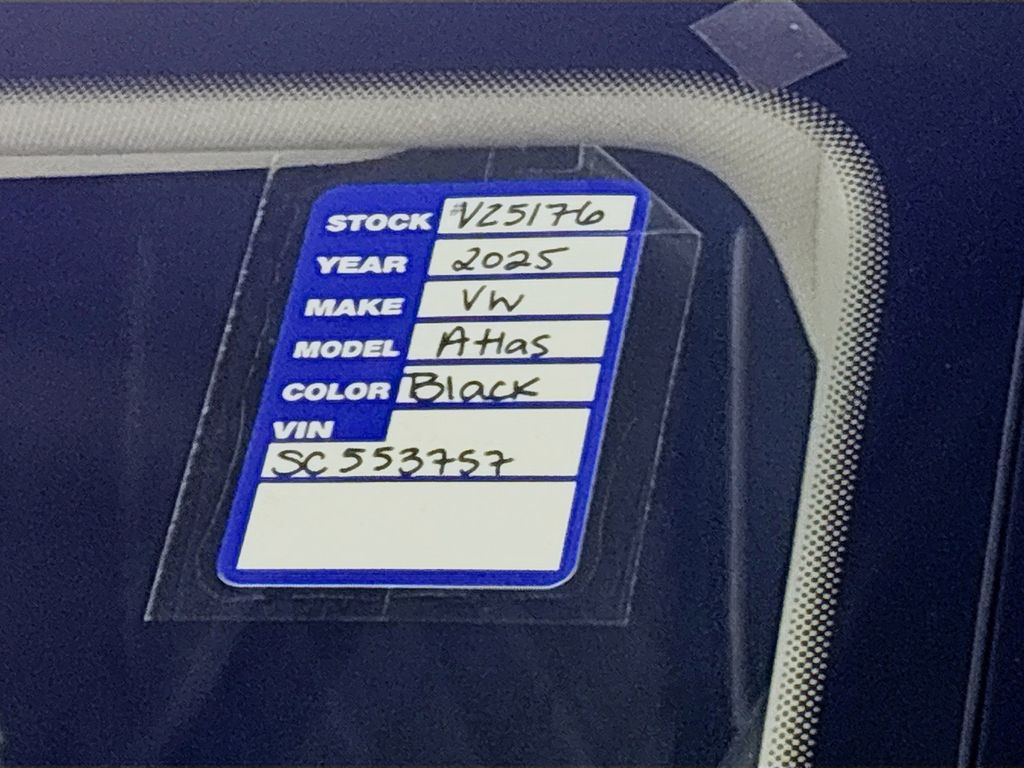 STOCK #V25176
YEAR 2025
MAKE VW
MODEL Atlas
COLOR Black
VIN
SC553757